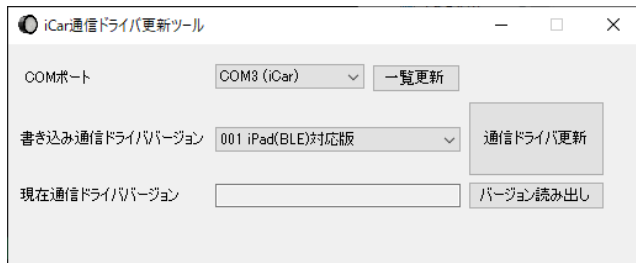 iCar通信ドライバ更新ツール
COMポート
COM3 (iCar)
一覧更新
書き込み通信ドライババージョン
001 iPad(BLE)対応版
通信ドライバ更新
現在通信ドライババージョン
バージョン読み出し